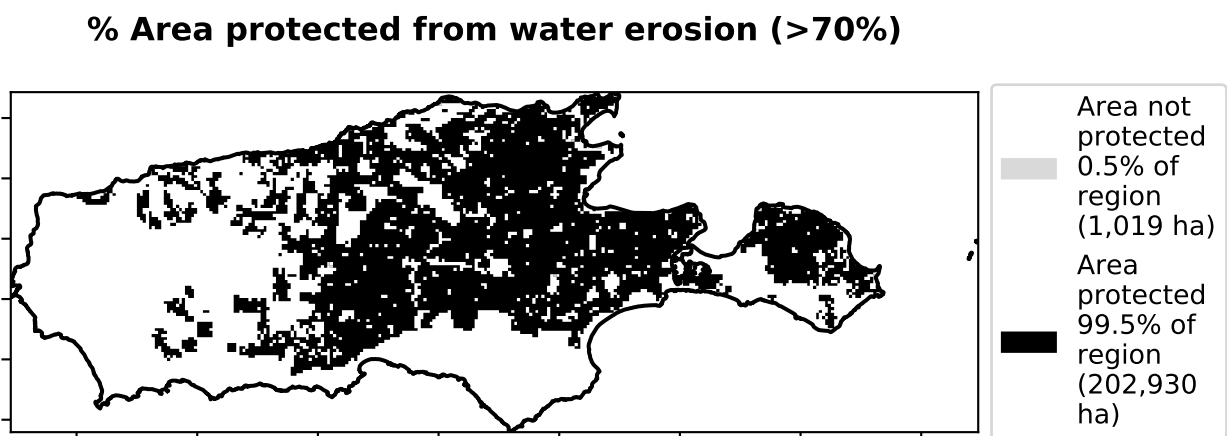 % Area protected from water erosion (>70%)
Area not
protected
0.5% of
region
(1,019 ha)
Area
protected
99.5% of
region
(202,930
ha)